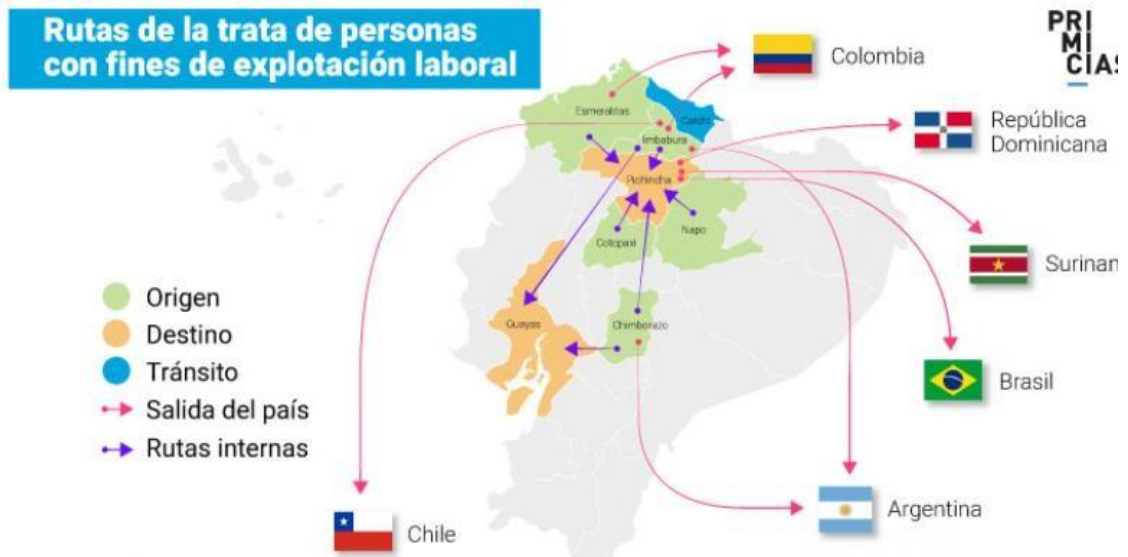 Rutas de la trata de personas
con fines de explotación laboral
PRI
MI
CIAS
Colombia
República
Dominicana
Esmeraldas
Carchi
Imbabura
Pichincha
Cotopaxi
Napo
Surinan
Origen
Destino
Tránsito
Salida del país
Rutas internas
Guayas
Chimborazo
Brasil
Argentina
Chile